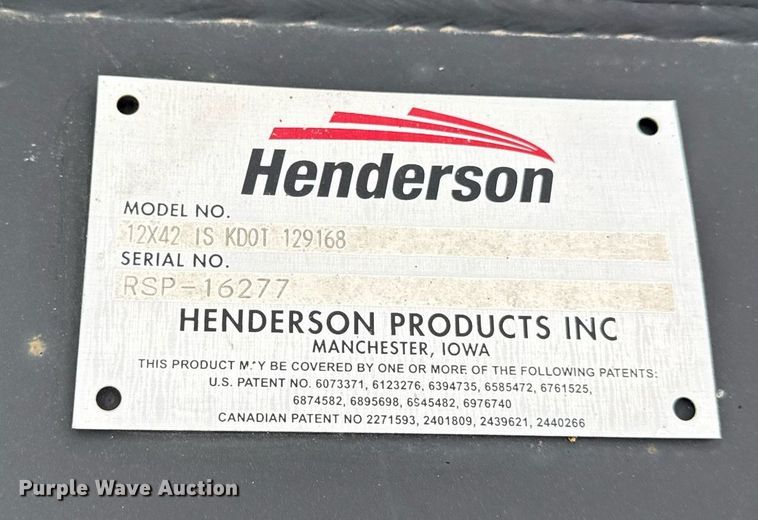 Henderson
MODEL NO.
12X42 IS KDOT 129168
SERIAL NO.
RSP-16277
HENDERSON PRODUCTS INC
MANCHESTER, IOWA
THIS PRODUCT MAY BE COVERED BY ONE OR MORE OF THE FOLLOWING PATENTS:
U.S. PATENT NO. 6073371, 6123276, 6394735, 6585472, 6761525,
6874582, 6895698, 6945482, 6976740
CANADIAN PATENT NO 2271593, 2401809, 2439621, 2440266
Purple Wave Auction